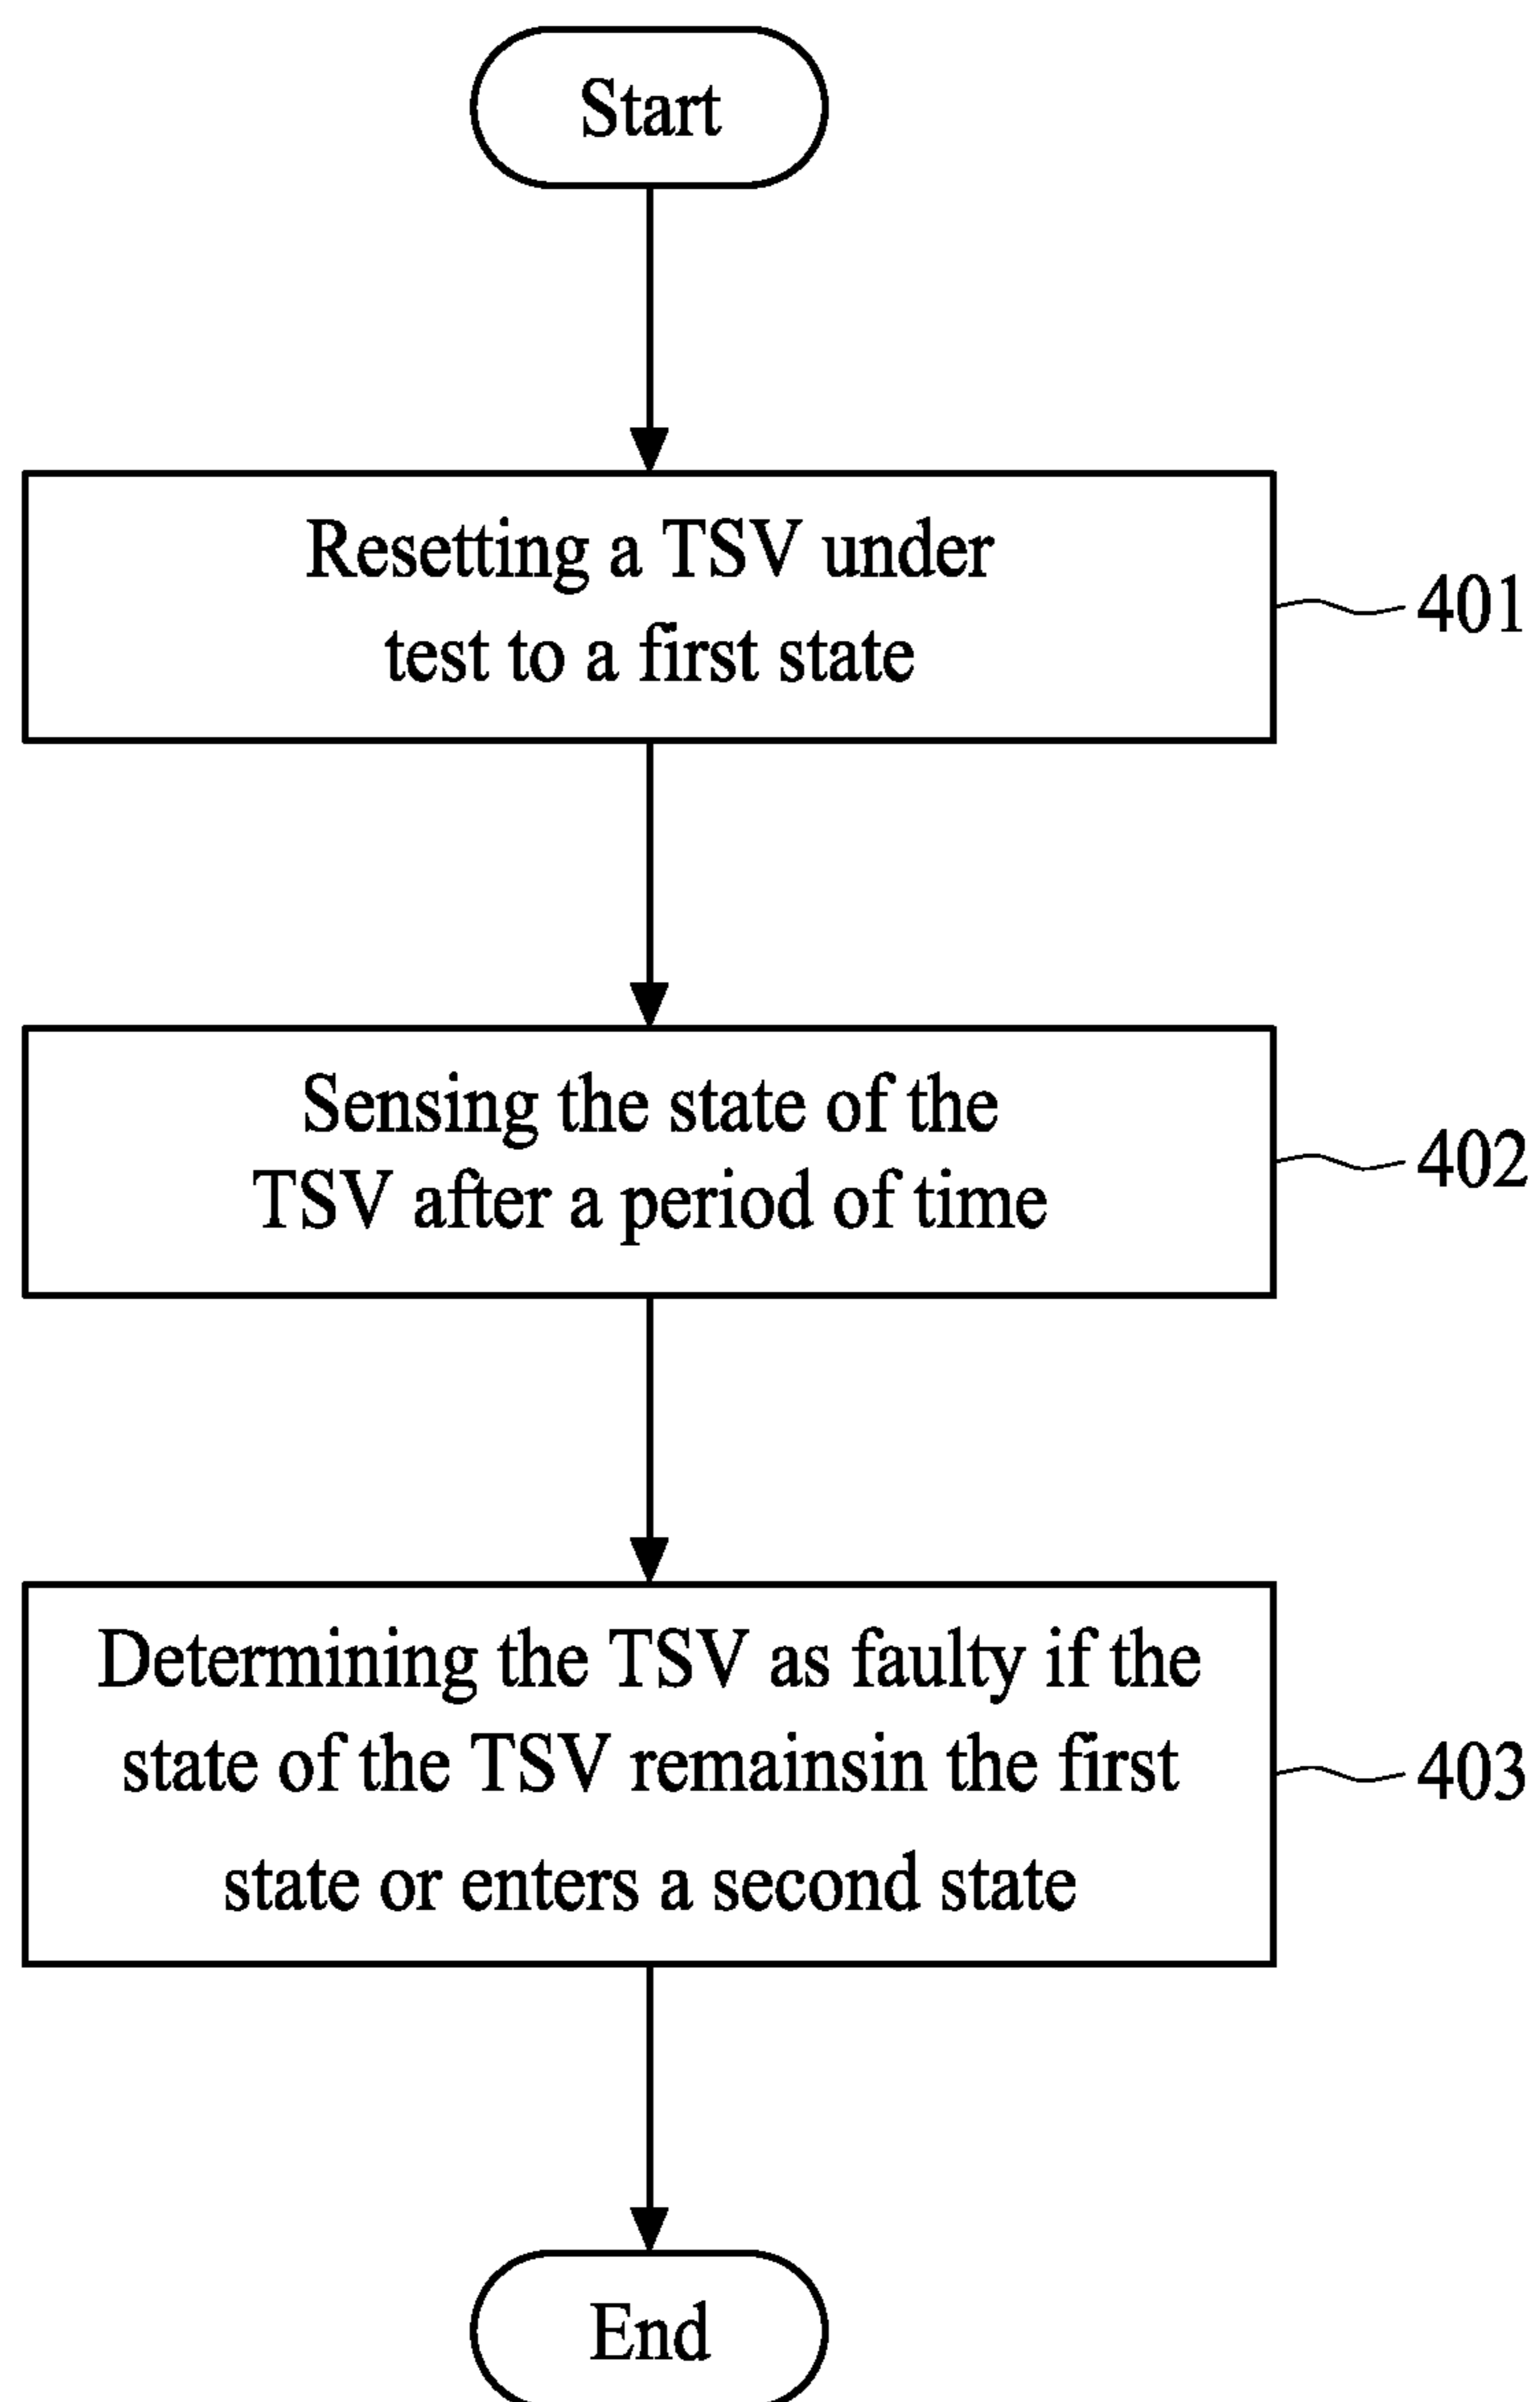 Start
Resetting a TSV under
test to a first state
401
Sensing the state of the
TSV after a period of time
402
Determining the TSV as faulty if the
state of the TSV remainsin the first
state or enters a second state
403
End